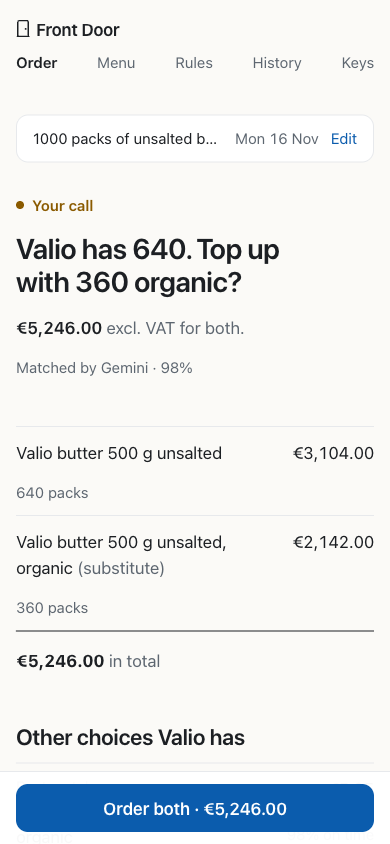 Front Door
Order Menu Rules History Keys
1000 packs of unsalted b... Mon 16 Nov Edit
Your call
Valio has 640. Top up
with 360 organic?
€5,246.00 excl. VAT for both.
Matched by Gemini · 98%
Valio butter 500 g unsalted €3,104.00
640 packs
Valio butter 500 g unsalted, €2,142.00
organic (substitute)
360 packs
€5,246.00 in total
Other choices Valio has
Order both · €5,246.00